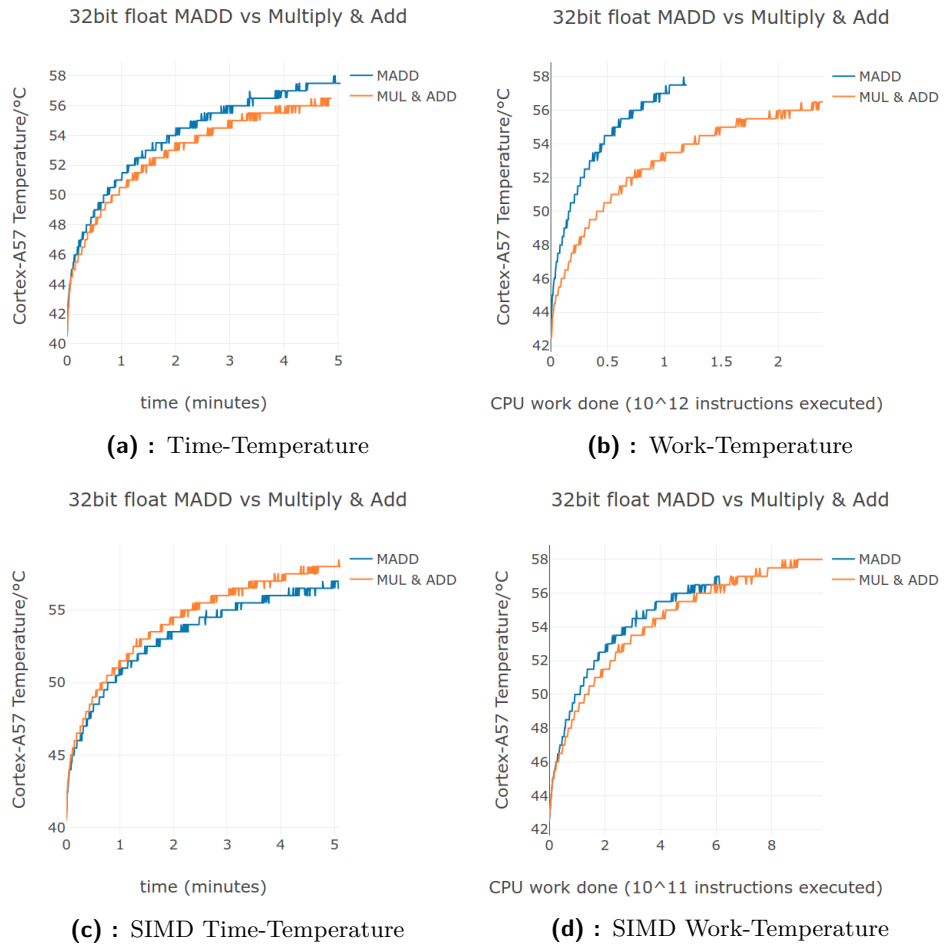 32bit float MADD vs Multiply & Add
Cortex-A57 Temperature/°C
58
56
54
52
50
48
46
44
42
40
0 1 2 3 4 5
time (minutes)
MADD
MUL & ADD
(a) : Time-Temperature
32bit float MADD vs Multiply & Add
Cortex-A57 Temperature/°C
58
56
54
52
50
48
46
44
42
0 0.5 1 1.5 2
CPU work done (10^12 instructions executed)
MADD
MUL & ADD
(b) : Work-Temperature
32bit float MADD vs Multiply & Add
Cortex-A57 Temperature/°C
55
50
45
40
0 1 2 3 4 5
time (minutes)
MADD
MUL & ADD
(c) : SIMD Time-Temperature
32bit float MADD vs Multiply & Add
Cortex-A57 Temperature/°C
58
56
54
52
50
48
46
44
42
0 2 4 6 8
CPU work done (10^11 instructions executed)
MADD
MUL & ADD
(d) : SIMD Work-Temperature